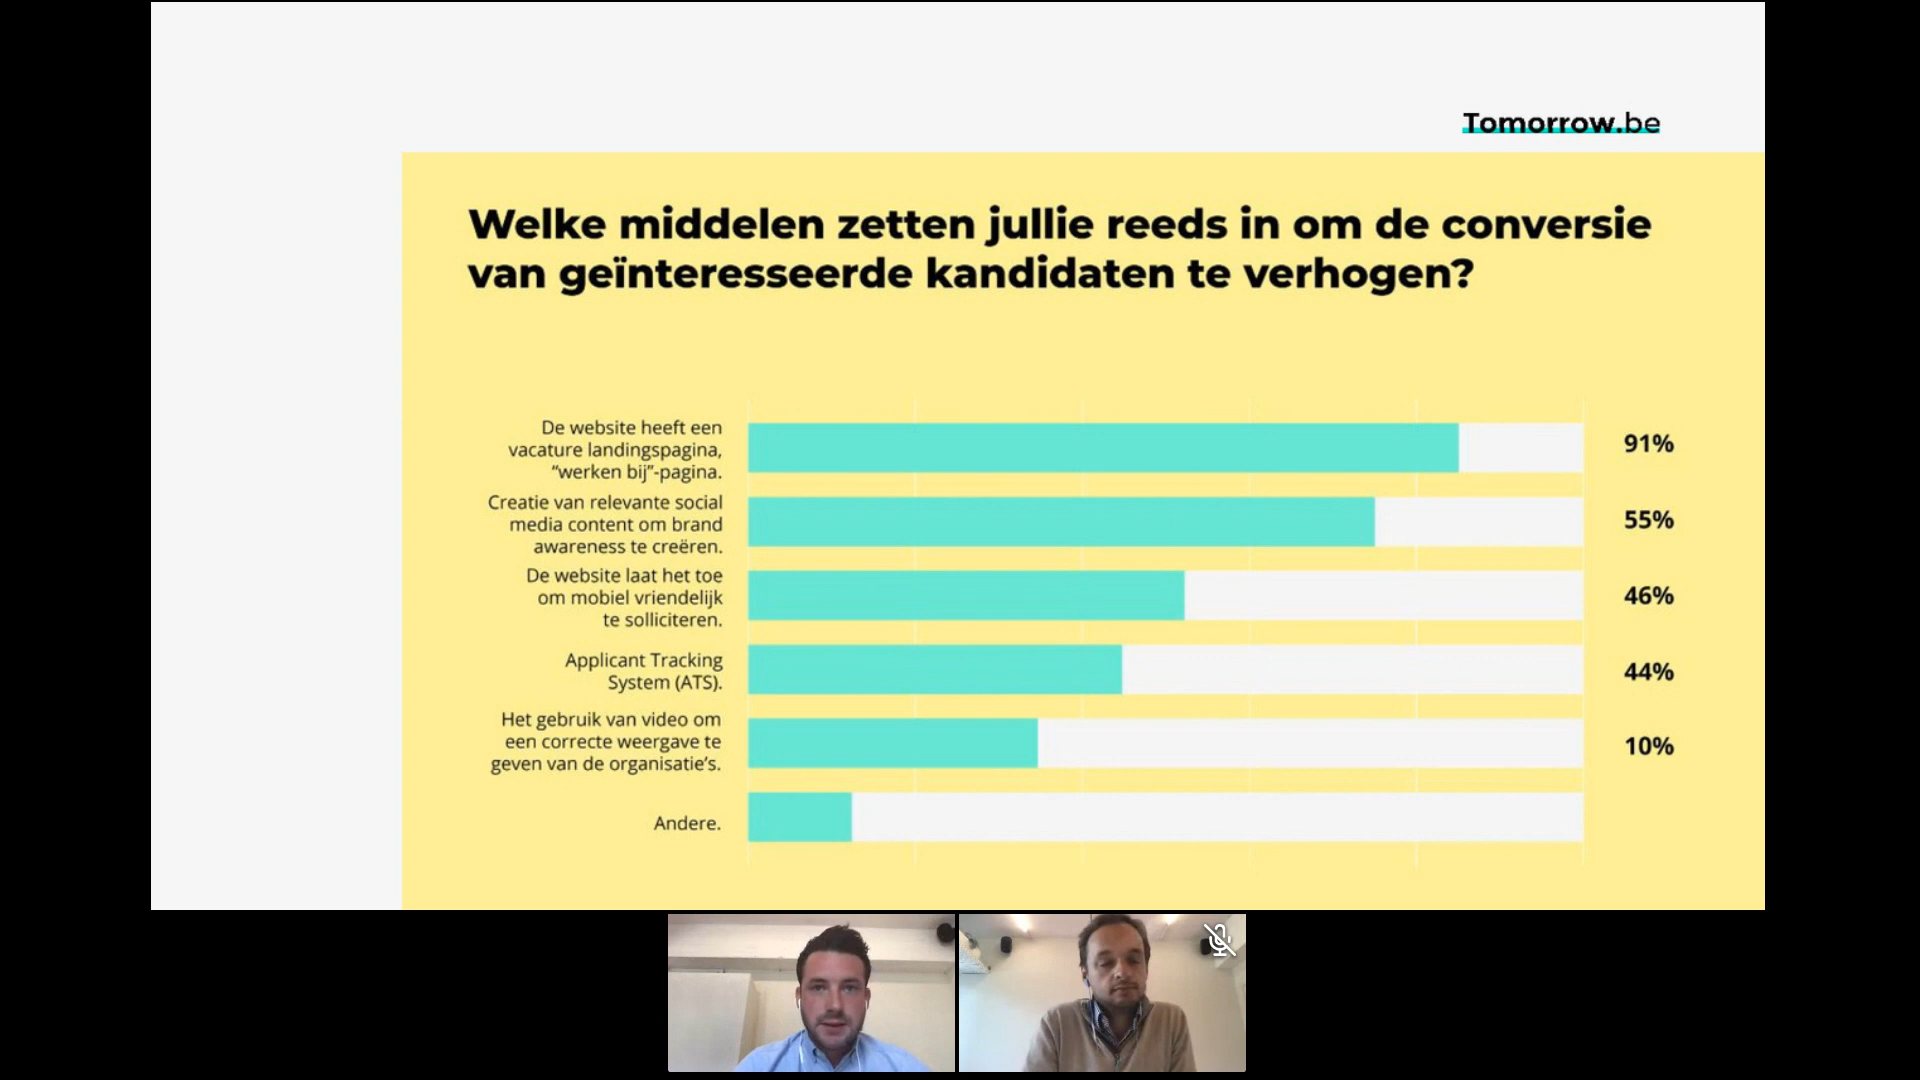 Tomorrow.be
Welke middelen zetten jullie reeds in om de conversie
van geïnteresseerde kandidaten te verhogen?
De website heeft een
vacature landingspagina,
“werken bij”-pagina.
91%
Creatie van relevante social
media content om brand
awareness te creëren.
55%
De website laat het toe
om mobiel vriendelijk
te solliciteren.
46%
Applicant Tracking
System (ATS).
44%
Het gebruik van video om
een correcte weergave te
geven van de organisatie’s.
10%
Andere.